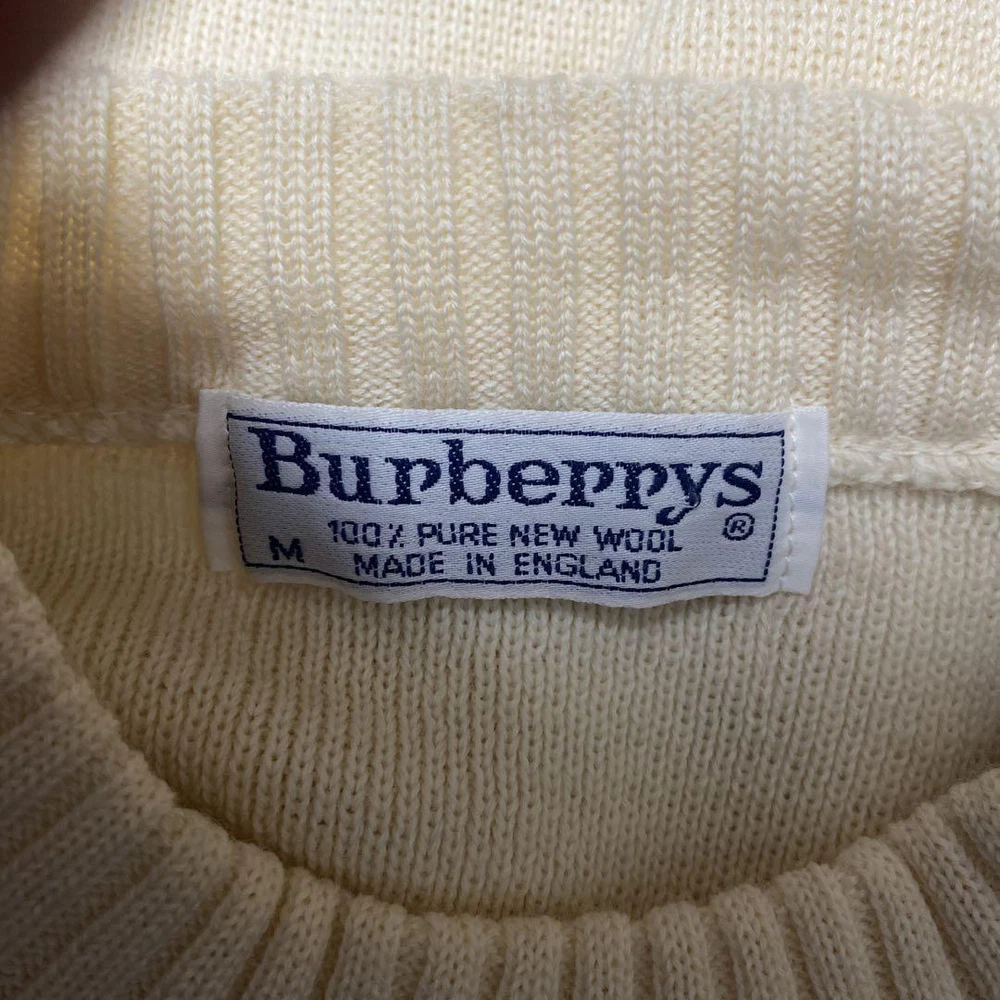 Burberrys
®
100% PURE NEW WOOL
M MADE IN ENGLAND